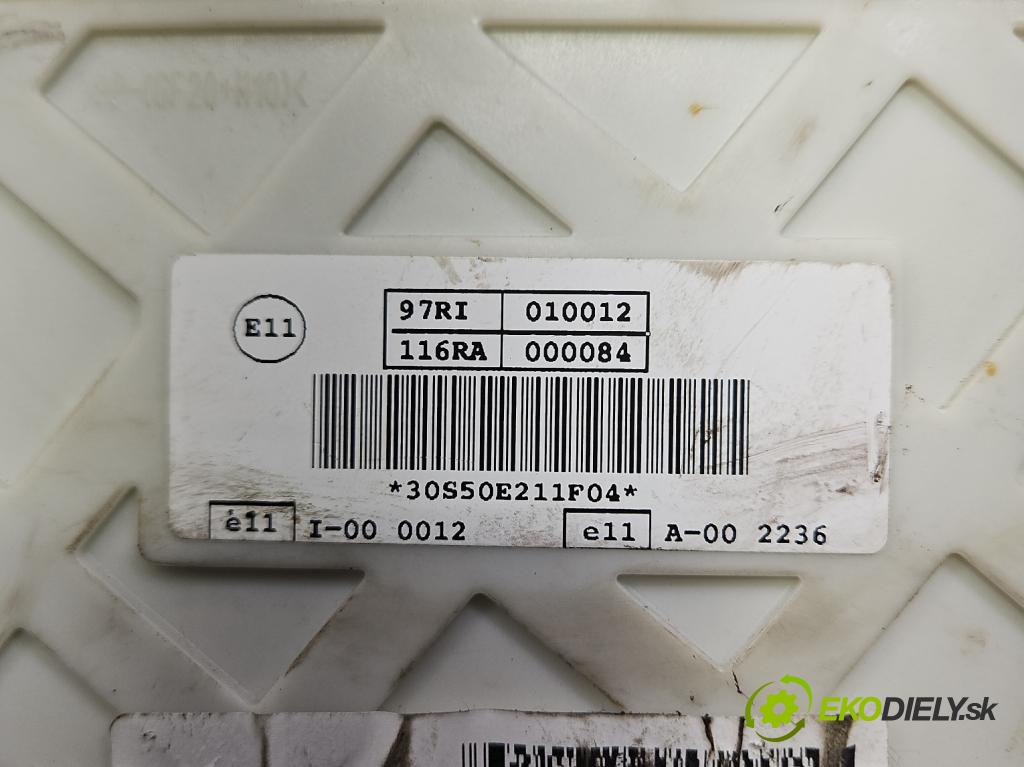 E11
97RI 010012
116RA 000084
*30S50E211F04*
e11 I-00 0012 e11 A-00 2236
EKODIELY.sk